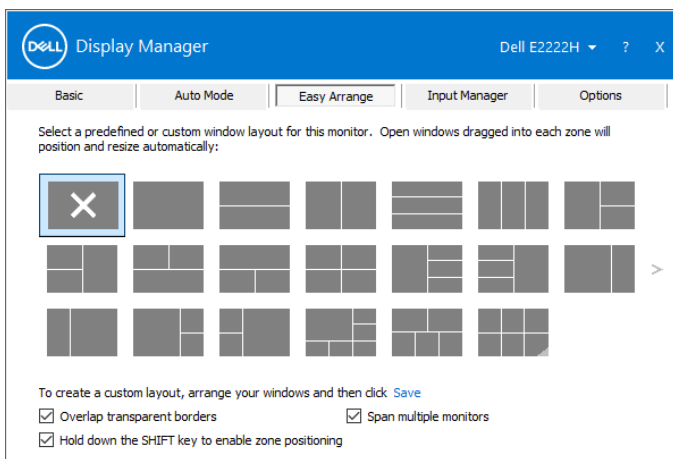 DELL Display Manager Dell E2222H ? X
Basic Auto Mode Easy Arrange Input Manager Options
Select a predefined or custom window layout for this monitor. Open windows dragged into each zone will
position and resize automatically:
>
To create a custom layout, arrange your windows and then click Save
Overlap transparent borders Span multiple monitors
Hold down the SHIFT key to enable zone positioning